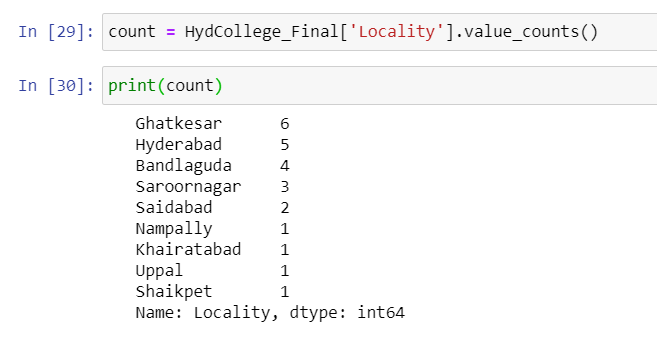 In [29]: count = HydCollege_Final['Locality'].value_counts()
In [30]: print(count)
Ghatkesar 6
Hyderabad 5
Bandlaguda 4
Saroornagar 3
Saidabad 2
Nampally 1
Khairatabad 1
Uppal 1
Shaikpet 1
Name: Locality, dtype: int64